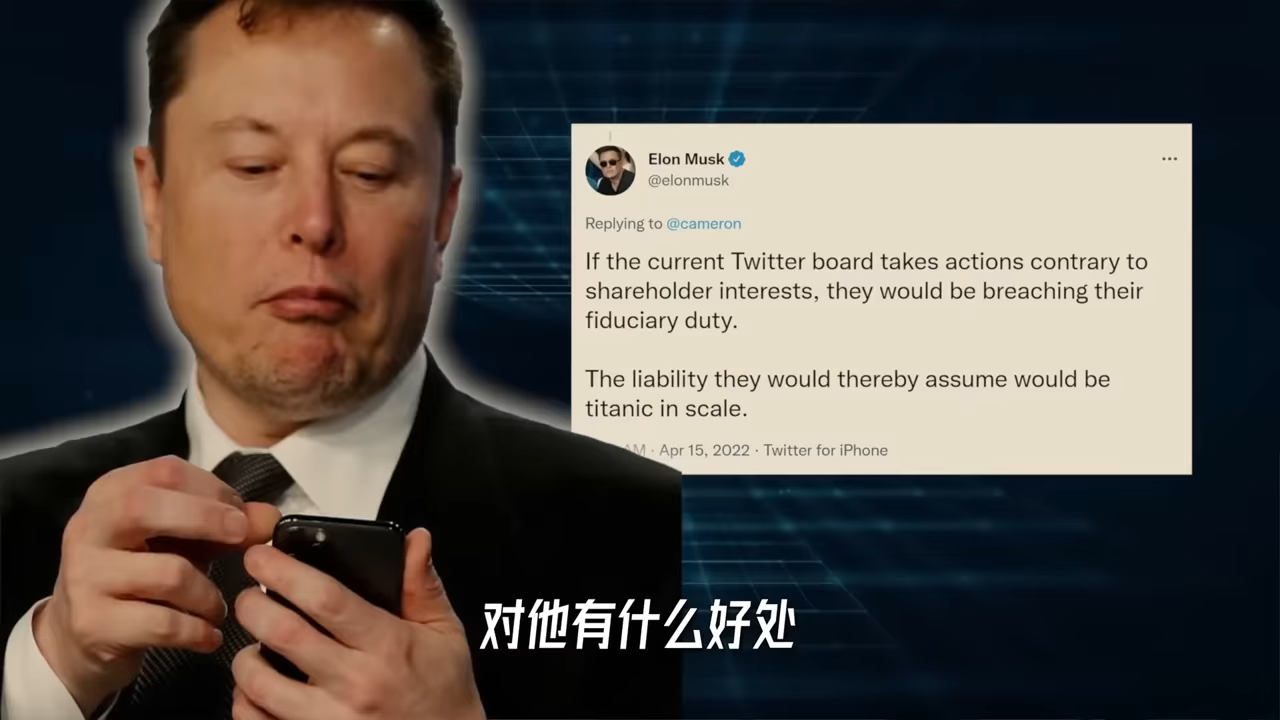 Elon Musk
@elonmusk
Replying to @cameron
If the current Twitter board takes actions contrary to
shareholder interests, they would be breaching their
fiduciary duty.
The liability they would thereby assume would be
titanic in scale.
AM · Apr 15, 2022 · Twitter for iPhone
对他有什么好处